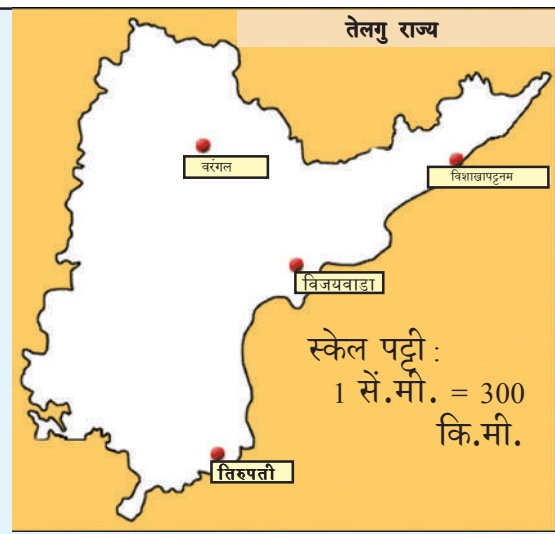 तेलगु राज्य
वरंगल
विशाखापट्टनम
विजयवाडा
स्केल पट्टी :
1 सें.मी. = 300
कि.मी.
तिरुपती